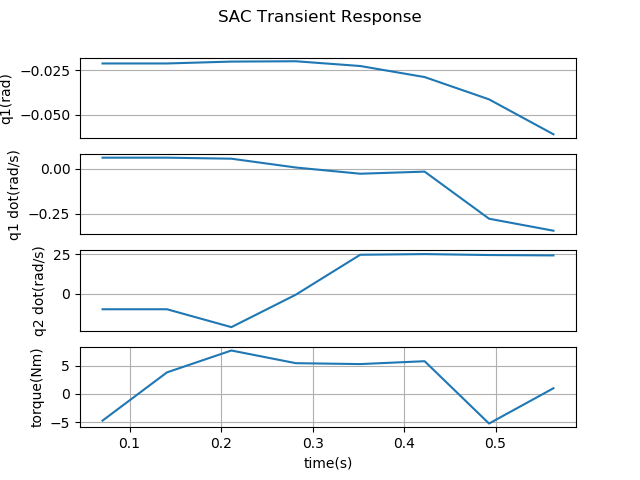 SAC Transient Response
q1(rad)
−0.025
−0.050
q1 dot(rad/s)
0.00
−0.25
q2 dot(rad/s)
25
0
torque(Nm)
5
0
−5
0.1 0.2 0.3 0.4 0.5
time(s)